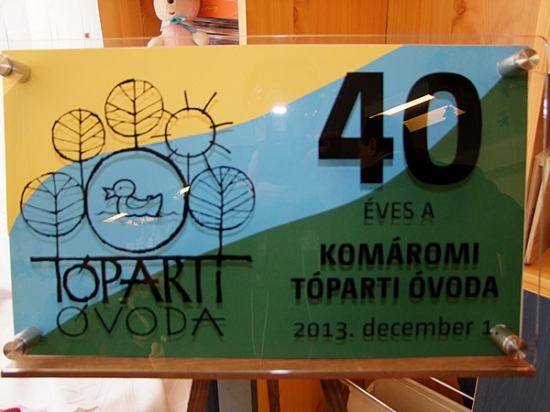 TÓPARTI
ÓVODA
40
ÉVES A
KOMÁROMI
TÓPARTI ÓVODA
2013. december 1.